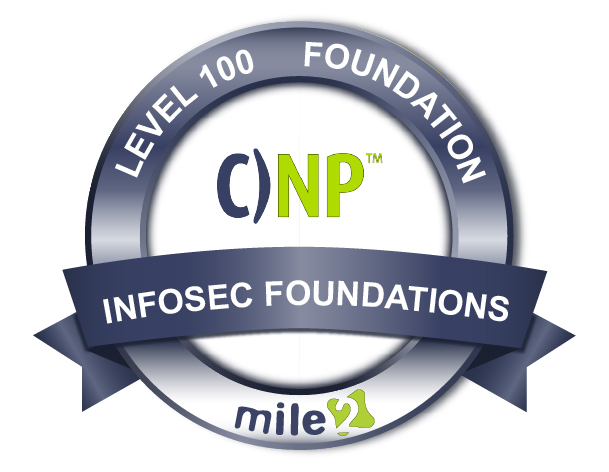 LEVEL 100 FOUNDATION
C)NP™
INFOSEC FOUNDATIONS
mile2